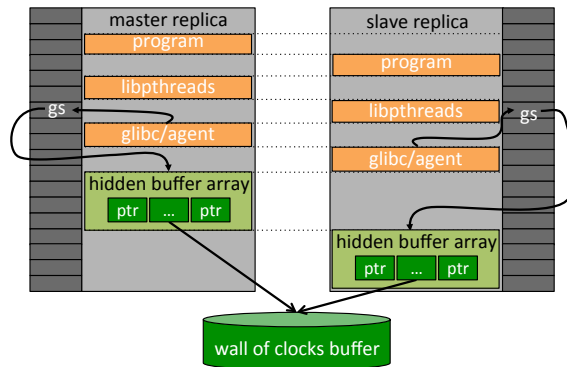 master replica
program
libpthreads
gs
glibc/agent
hidden buffer array
ptr ... ptr
slave replica
program
libpthreads
gs
glibc/agent
hidden buffer array
ptr ... ptr
wall of clocks buffer